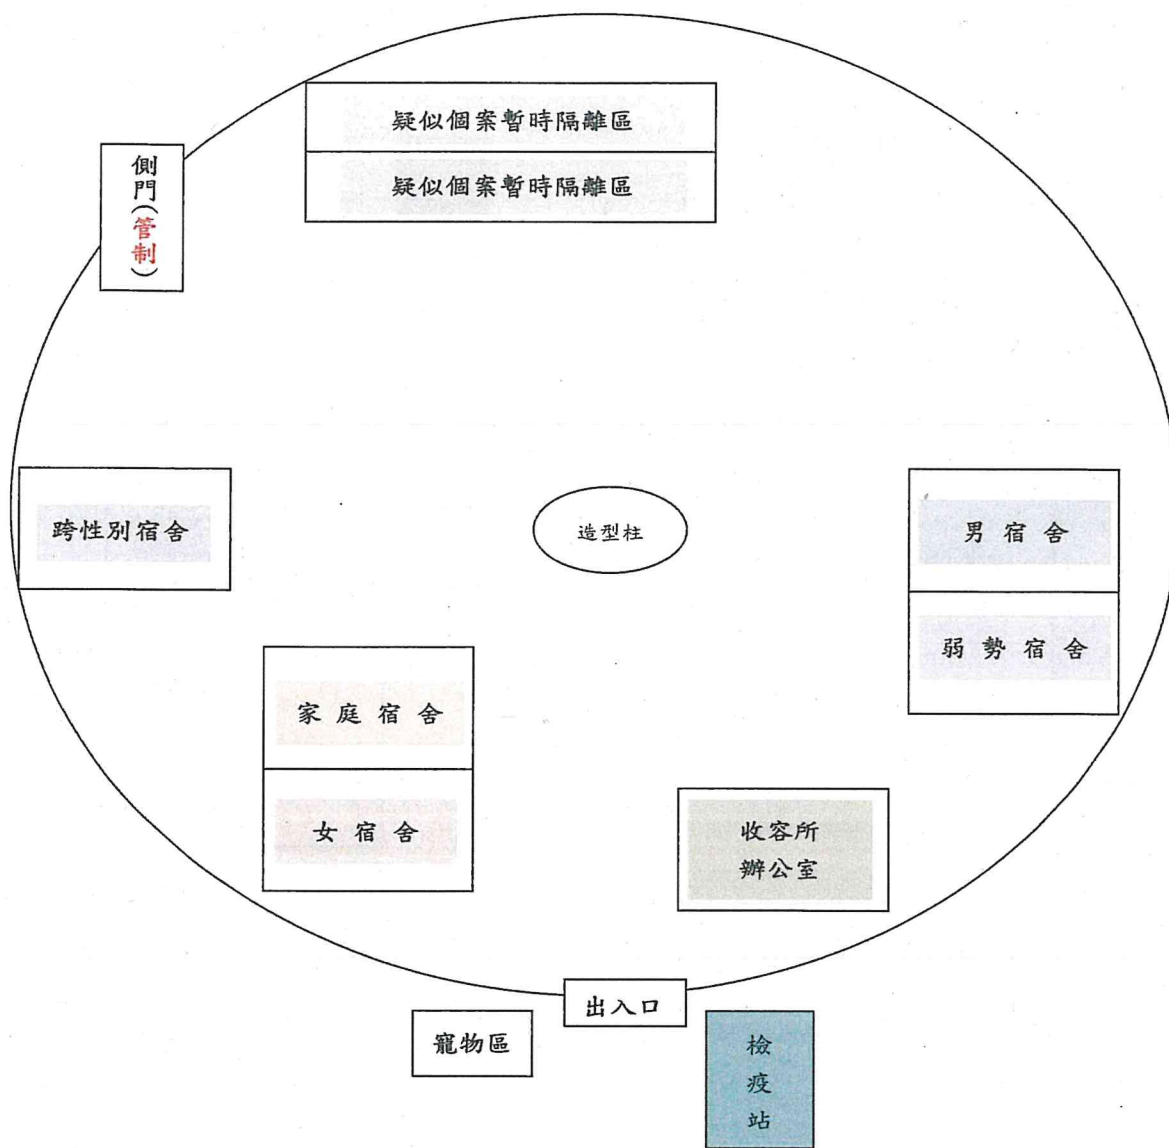 疑似個案暫時隔離區
疑似個案暫時隔離區
側門(管制)
跨性別宿舍
造型柱
男宿舍
弱勢宿舍
家庭宿舍
女宿舍
收容所
辦公室
出入口
寵物區
檢疫站